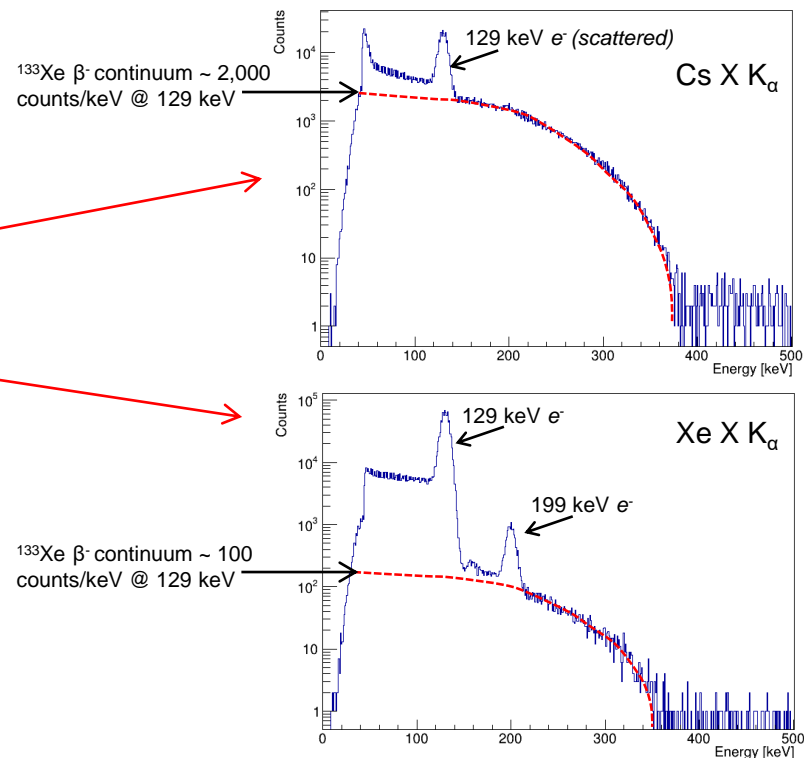 Counts
10⁴
10³
10²
10
1
0
100
200
300
400
500
Energy [keV]
129 keV e⁻ (scattered)
Cs X Kα
¹³³Xe β⁻ continuum ~ 2,000
counts/keV @ 129 keV
Counts
10⁵
10⁴
10³
10²
10
1
0
100
200
300
400
500
Energy [keV]
129 keV e⁻
Xe X Kα
199 keV e⁻
¹³³Xe β⁻ continuum ~ 100
counts/keV @ 129 keV